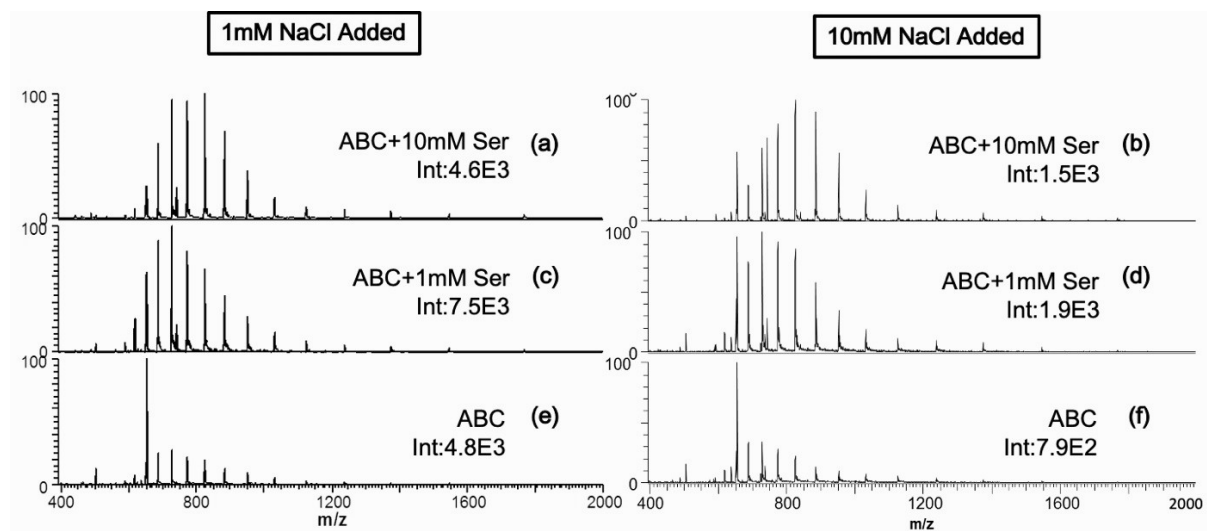 1mM NaCl Added
10mM NaCl Added
100
ABC+10mM Ser (a)
Int:4.6E3
0
100
ABC+10mM Ser (b)
Int:1.5E3
0
100
ABC+1mM Ser (c)
Int:7.5E3
0
100
ABC+1mM Ser (d)
Int:1.9E3
0
100
ABC (e)
Int:4.8E3
0
400 800 1200 1600 2000
m/z
100
ABC (f)
Int:7.9E2
0
400 800 1200 1600 2000
m/z